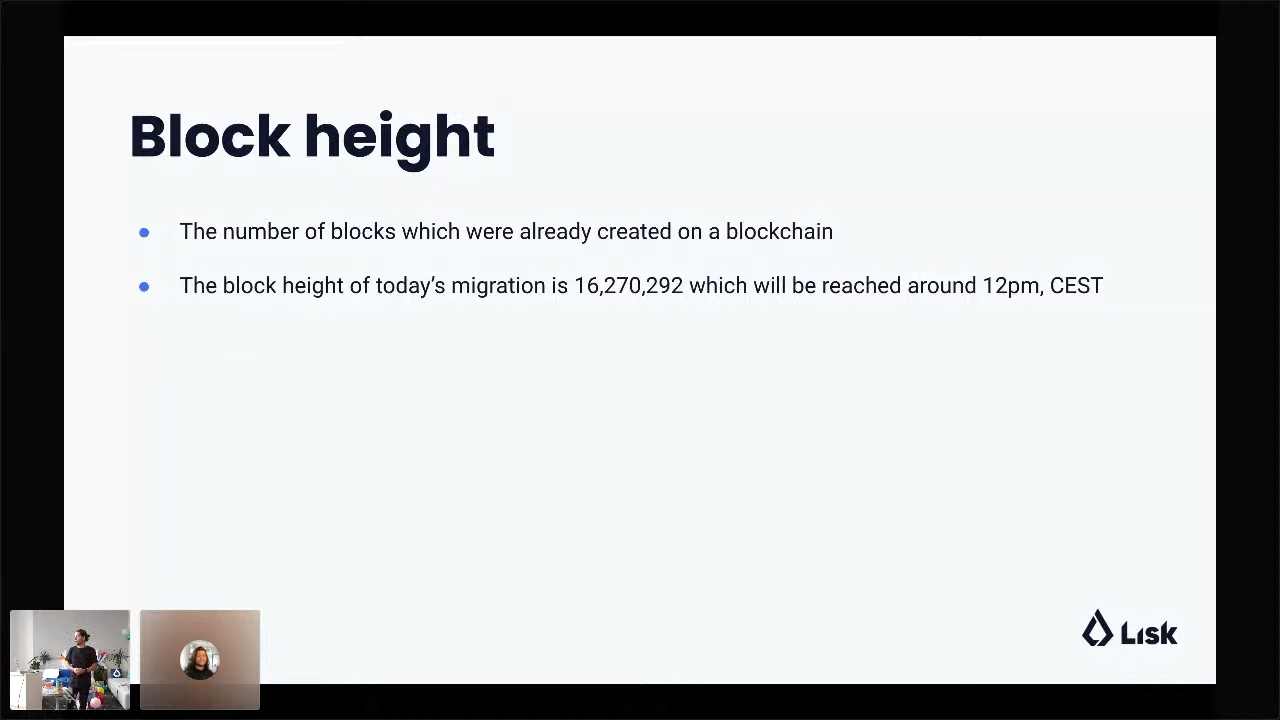 Block height
The number of blocks which were already created on a blockchain
The block height of today’s migration is 16,270,292 which will be reached around 12pm, CEST
Lisk